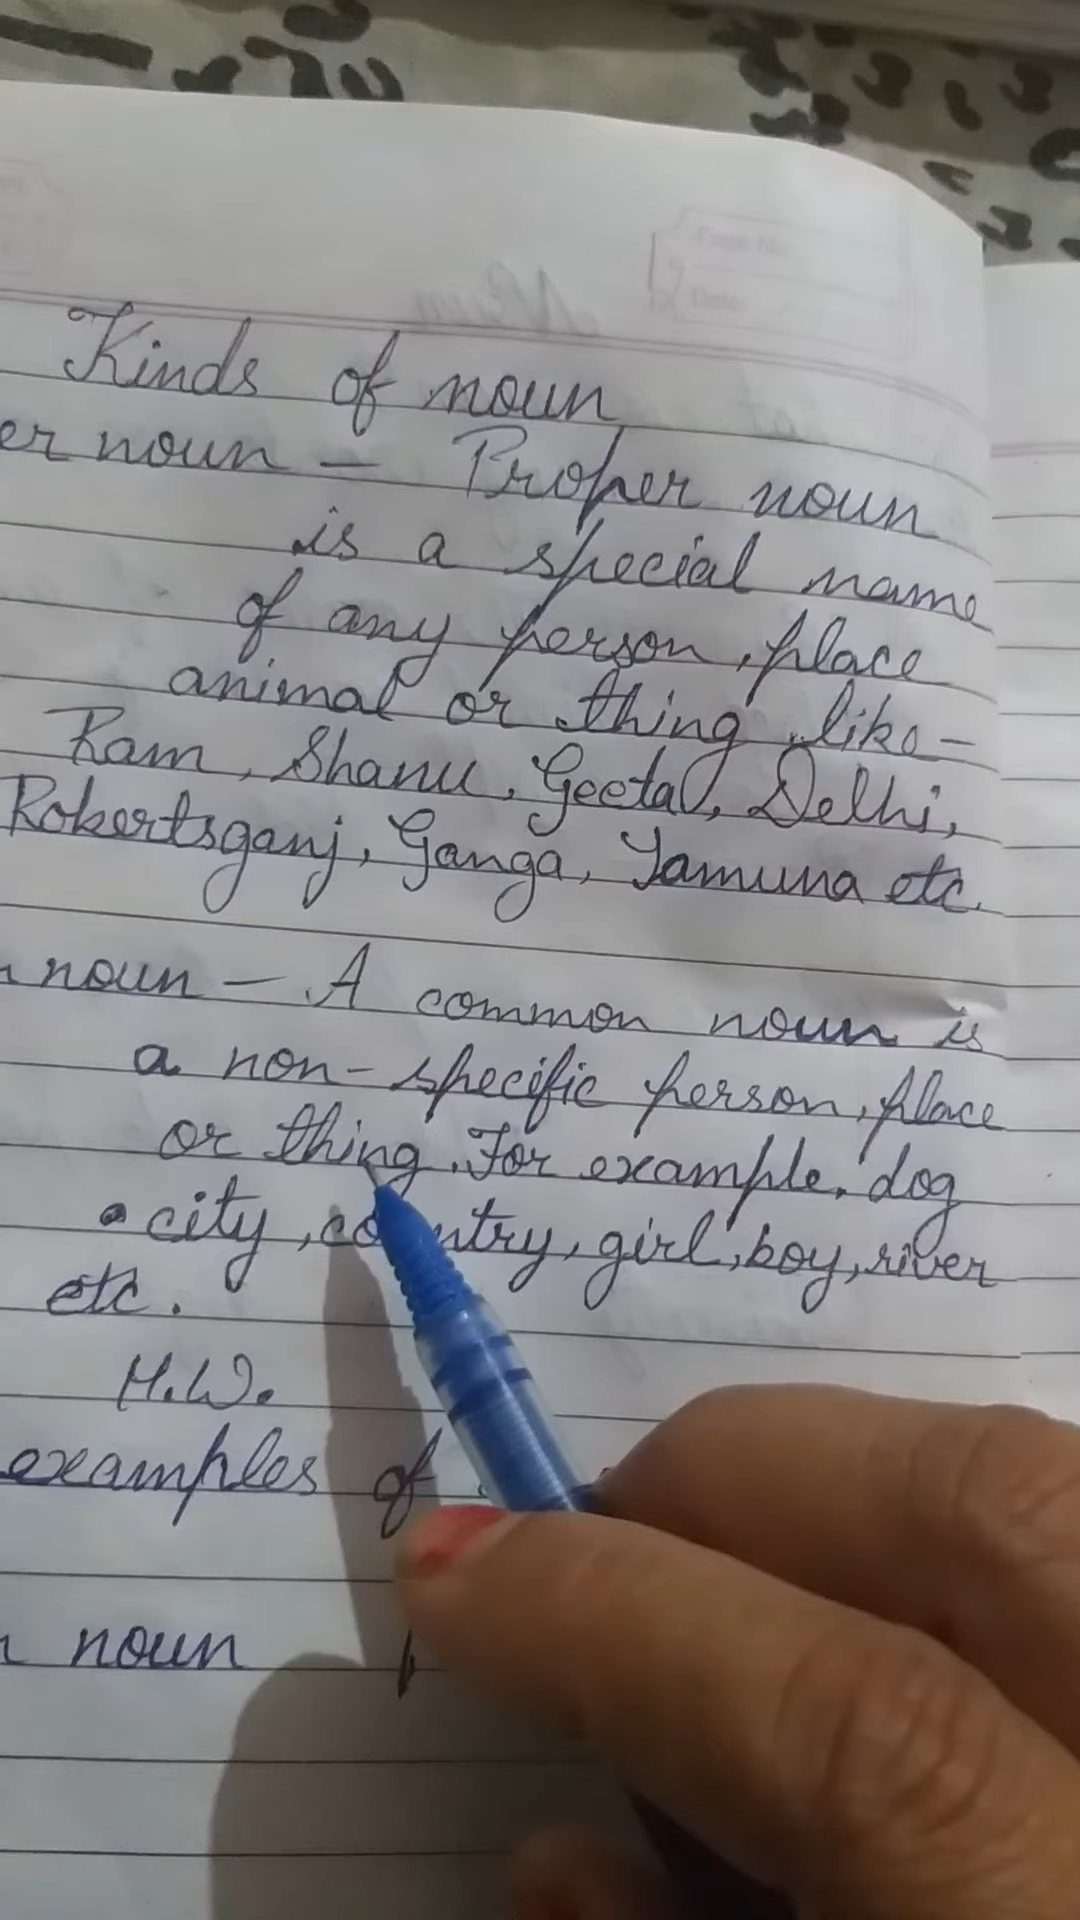 Kinds of noun
er noun - Proper noun
is a special name
of any person, place
animal or thing like-
Ram, Shanu, Geeta, Delhi,
Robertsganj, Ganga, Yamuna etc.
noun - A common noun is
a non-specific person, place
or thing. For example. dog
city, country, girl, boy, river
etc.
H.W.
examples of
noun